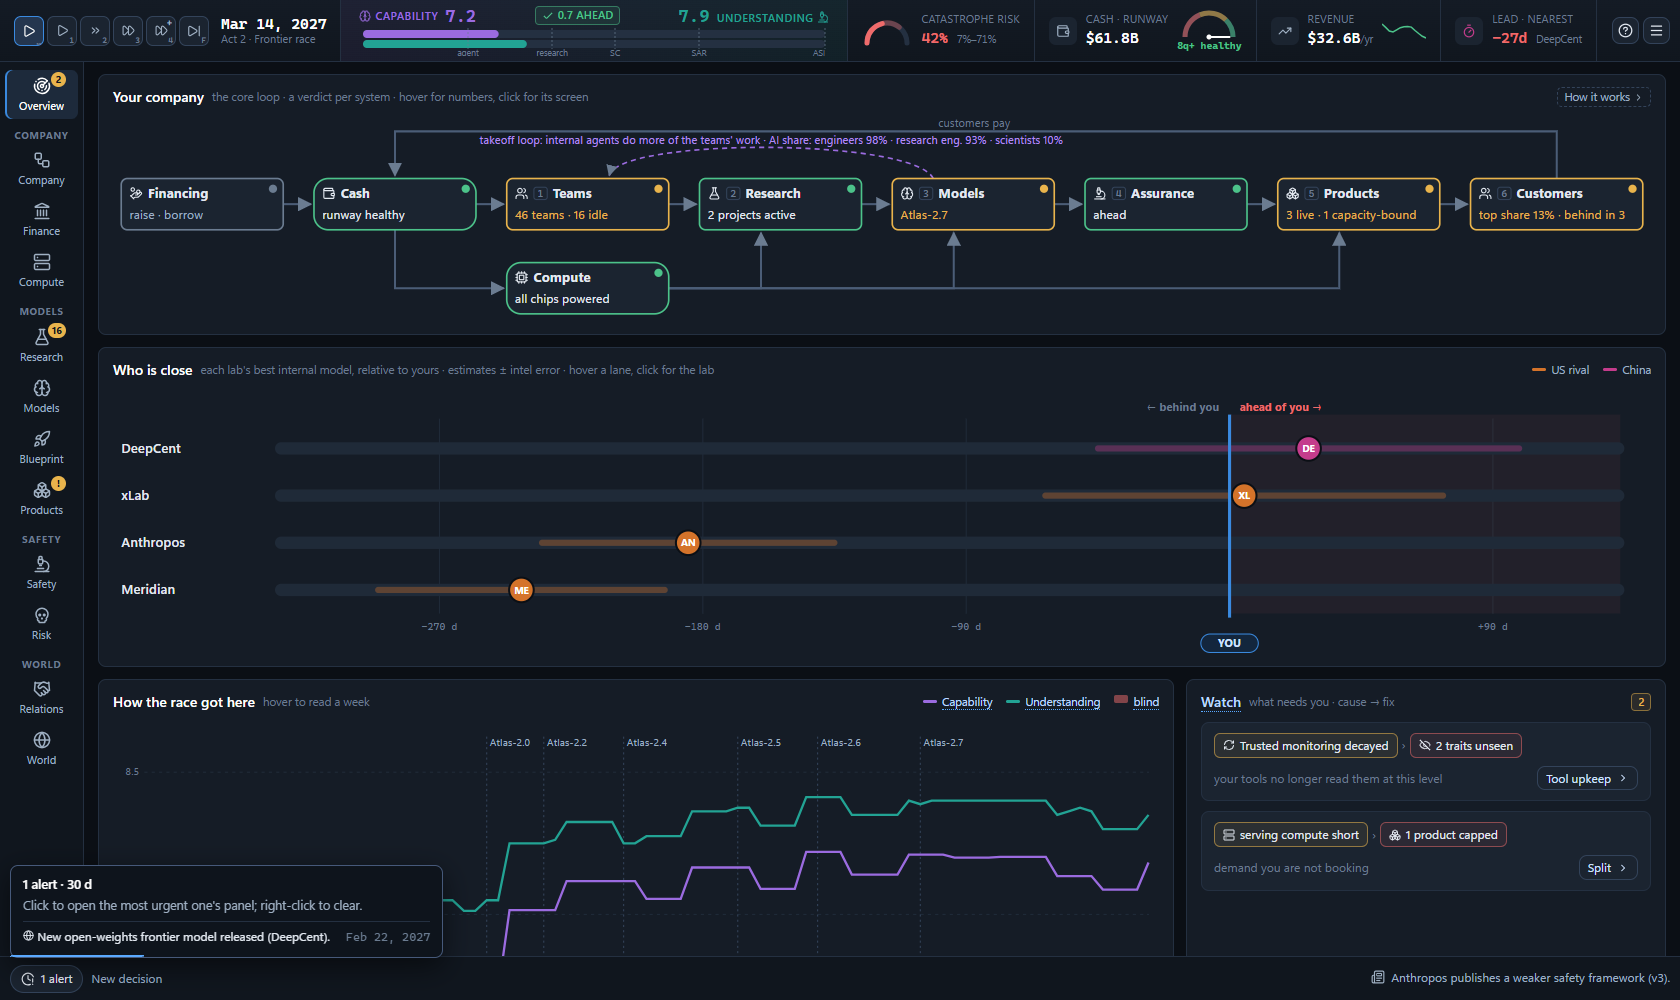 1
2
3
4
F
Mar 14, 2027
Act 2 · Frontier race
CAPABILITY 7.2
0.7 AHEAD
7.9 UNDERSTANDING
agent research SC SAR ASI
CATASTROPHE RISK
42% 7%–71%
CASH · RUNWAY
$61.8B
8q+ healthy
REVENUE
$32.6B/yr
LEAD · NEAREST
−27d DeepCent
Overview
2
COMPANY
Company
Finance
Compute
MODELS
Research
16
Models
Blueprint
Products
!
SAFETY
Safety
Risk
WORLD
Relations
World
Your company the core loop · a verdict per system · hover for numbers, click for its screen
How it works ›
customers pay
takeoff loop: internal agents do more of the teams' work · AI share: engineers 98% · research eng. 93% · scientists 10%
Financing
raise · borrow
Cash
runway healthy
1 Teams
46 teams · 16 idle
2 Research
2 projects active
3 Models
Atlas-2.7
4 Assurance
ahead
5 Products
3 live · 1 capacity-bound
6 Customers
top share 13% · behind in 3
Compute
all chips powered
Who is close each lab's best internal model, relative to yours · estimates ± intel error · hover a lane, click for the lab
US rival China
← behind you ahead of you →
DeepCent DE
xLab XL
Anthropos AN
Meridian ME
−270 d −180 d −90 d +90 d
YOU
How the race got here hover to read a week
Capability Understanding blind
Atlas-2.0 Atlas-2.2 Atlas-2.4 Atlas-2.5 Atlas-2.6 Atlas-2.7
8.5
Watch what needs you · cause → fix
2
Trusted monitoring decayed › 2 traits unseen
your tools no longer read them at this level
Tool upkeep ›
serving compute short › 1 product capped
demand you are not booking
Split ›
1 alert · 30 d
Click to open the most urgent one's panel; right-click to clear.
New open-weights frontier model released (DeepCent). Feb 22, 2027
1 alert
New decision
Anthropos publishes a weaker safety framework (v3).